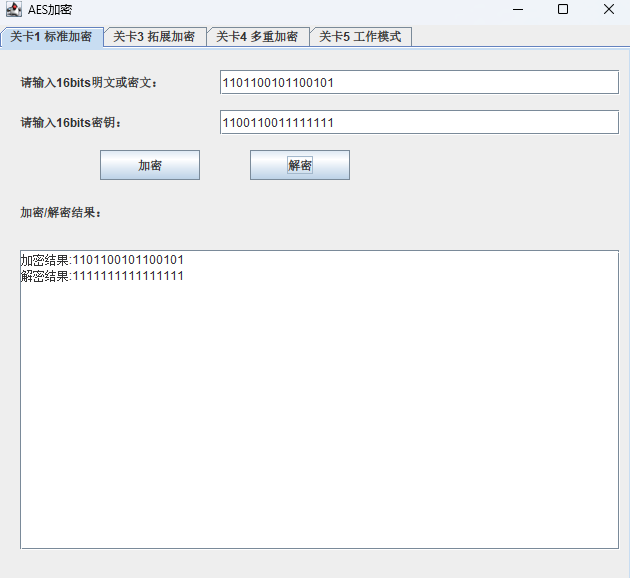 AES加密
关卡1 标准加密 关卡3 拓展加密 关卡4 多重加密 关卡5 工作模式
请输入16bits明文或密文: 1101100101100101
请输入16bits密钥: 1100110011111111
加密 解密
加密/解密结果:
加密结果:1101100101100101
解密结果:1111111111111111